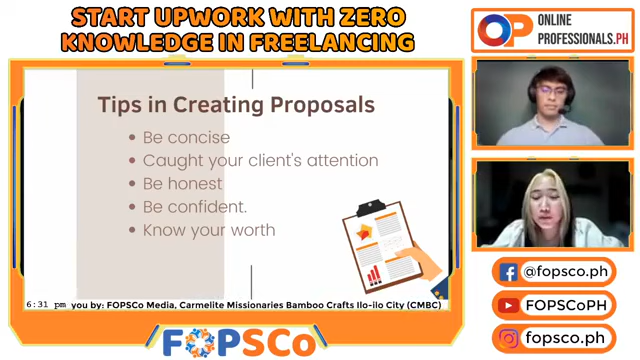 START UPWORK WITH ZERO
KNOWLEDGE IN FREELANCING
OP ONLINE
PROFESSIONALS.PH
Tips in Creating Proposals
• Be concise
• Caught your client's attention
• Be honest
• Be confident.
• Know your worth
6:31 pm you by: FOPSCo Media, Carmelite Missionaries Bamboo Crafts Ilo-ilo City (CMBC)
FOPSCo
@fopsco.ph
FOPSCoPH
fopsco.ph